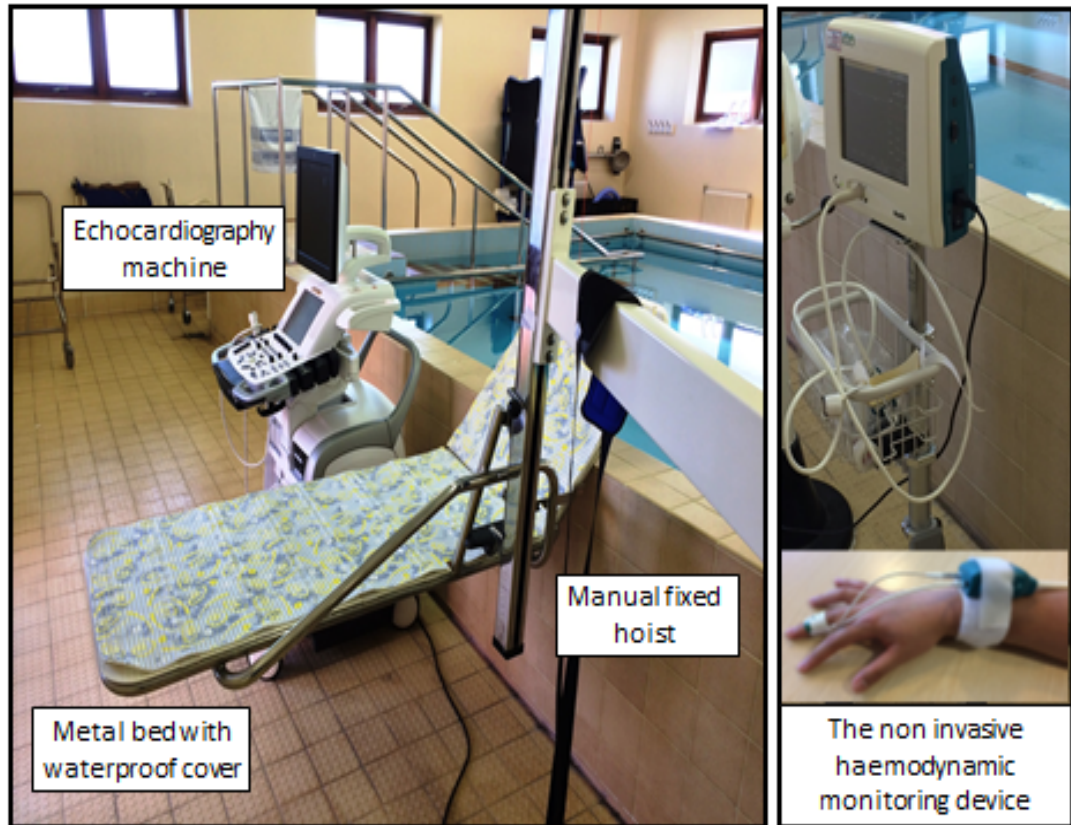 Echocardiography
machine
Manual fixed
hoist
Metal bed with
waterproof cover
The non invasive
haemodynamic
monitoring device